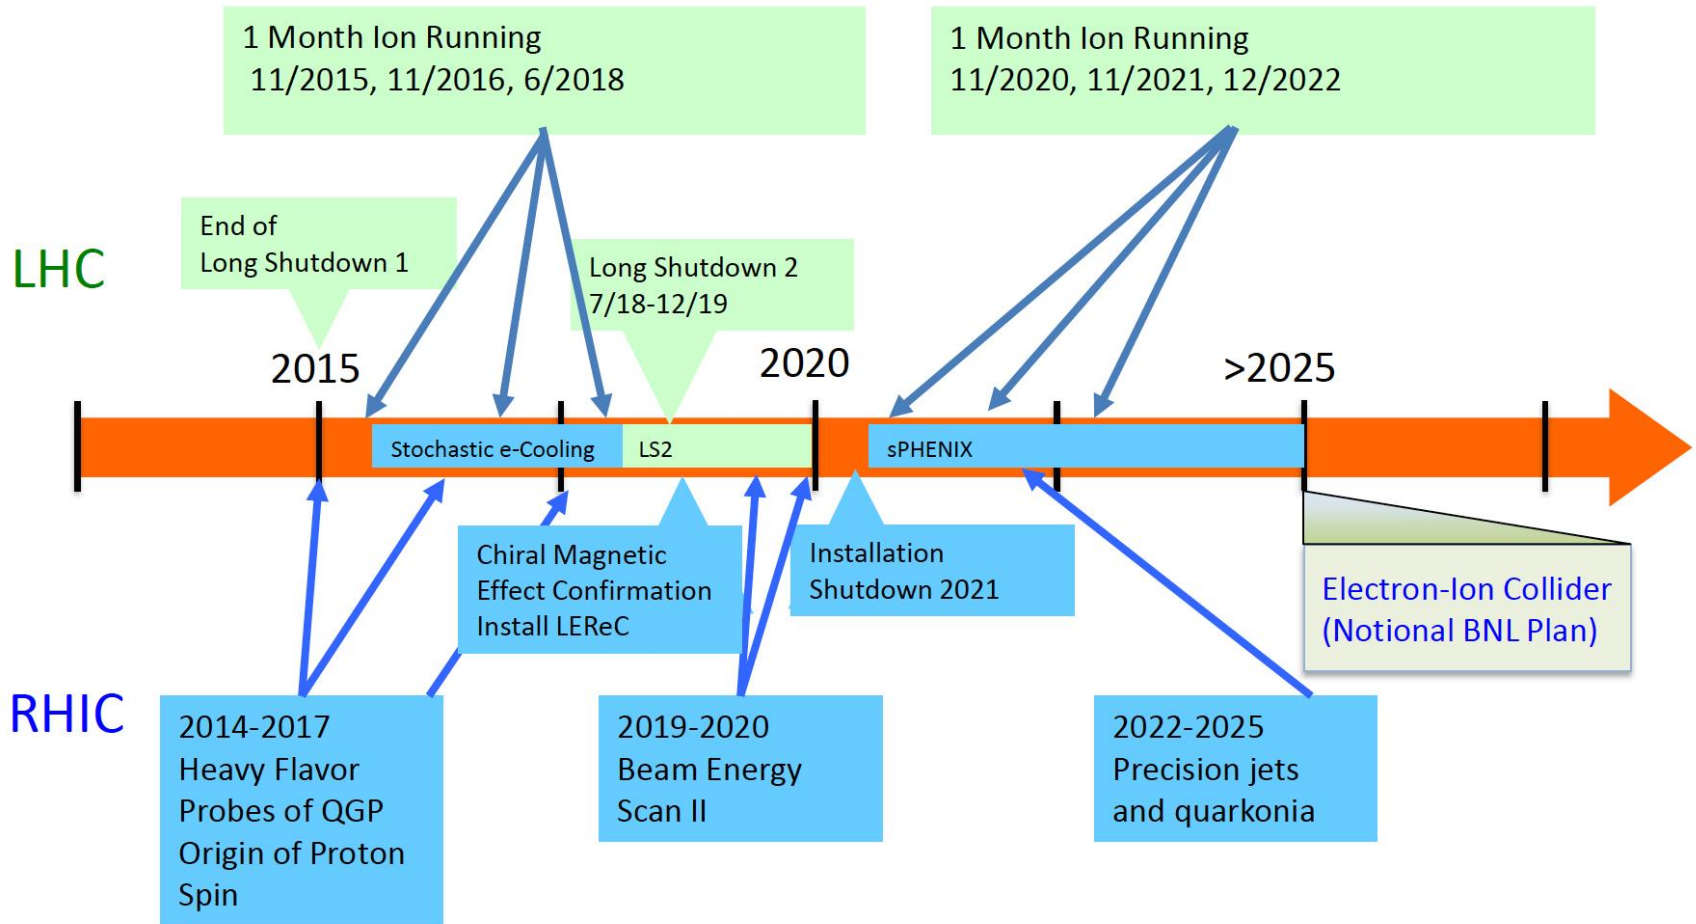 1 Month Ion Running
11/2015, 11/2016, 6/2018
1 Month Ion Running
11/2020, 11/2021, 12/2022
End of
Long Shutdown 1
LHC
Long Shutdown 2
7/18-12/19
2015
2020
>2025
Stochastic e-Cooling
LS2
sPHENIX
Chiral Magnetic
Effect Confirmation
Install LEReC
Installation
Shutdown 2021
Electron-Ion Collider
(Notional BNL Plan)
RHIC
2014-2017
Heavy Flavor
Probes of QGP
Origin of Proton
Spin
2019-2020
Beam Energy
Scan II
2022-2025
Precision jets
and quarkonia